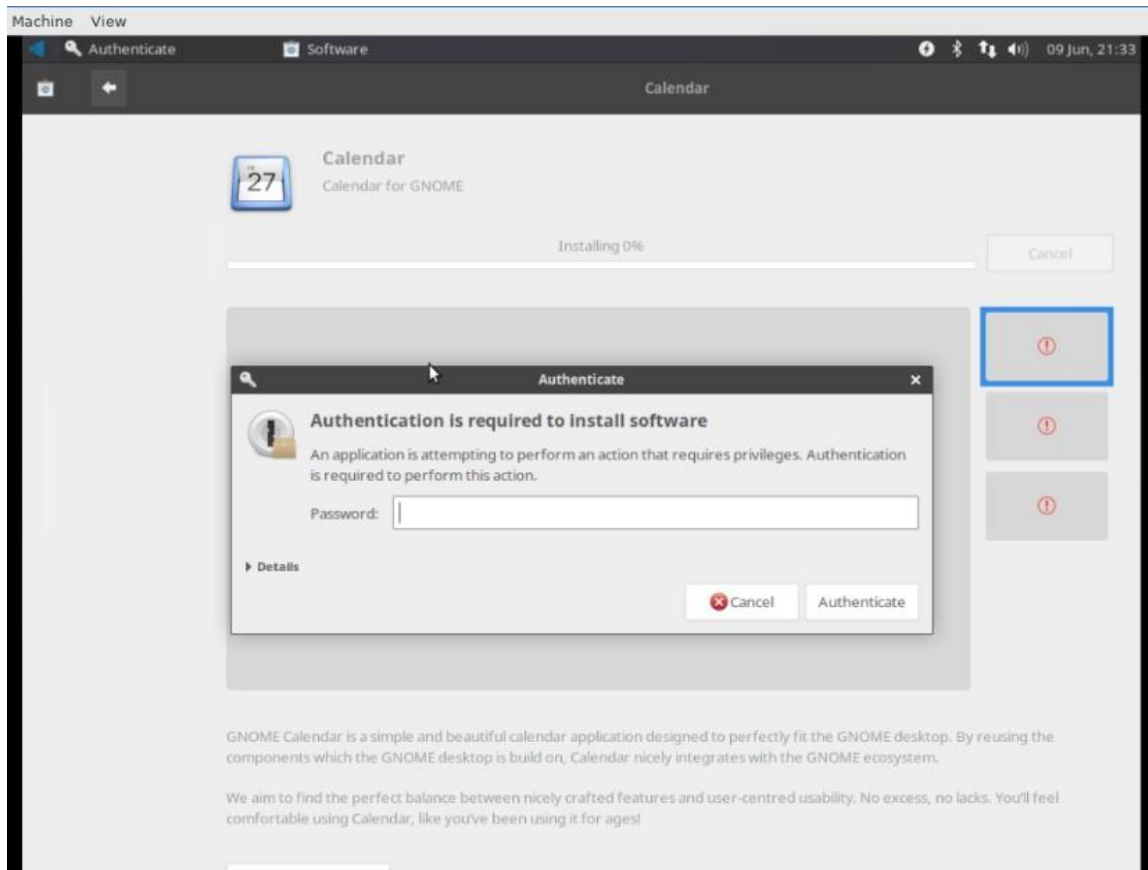 Machine View
Authenticate Software 09 Jun, 21:33
Calendar
Calendar
27
Calendar for GNOME
Installing 0%
Cancel
Authenticate
Authentication is required to install software
An application is attempting to perform an action that requires privileges. Authentication
is required to perform this action.
Password:
Details
Cancel Authenticate
GNOME Calendar is a simple and beautiful calendar application designed to perfectly fit the GNOME desktop. By reusing the
components which the GNOME desktop is build on, Calendar nicely integrates with the GNOME ecosystem.
We aim to find the perfect balance between nicely crafted features and user-centred usability. No excess, no lacks. You'll feel
comfortable using Calendar, like you've been using it for ages!